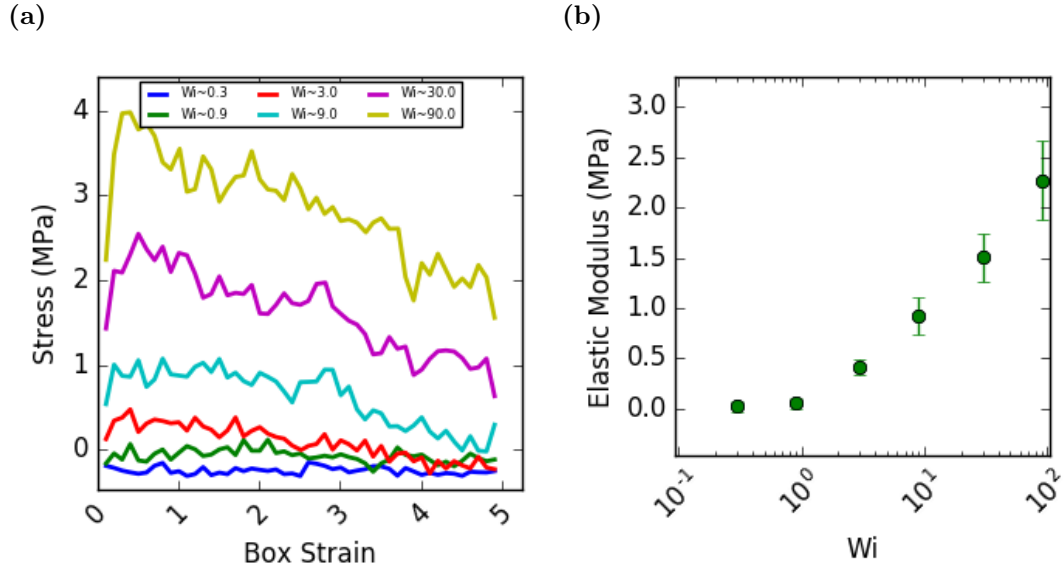 (a)
(b)
Wi~0.3 Wi~3.0 Wi~30.0
Wi~0.9 Wi~9.0 Wi~90.0
4
3
2
1
0
0 1 2 3 4 5
Stress (MPa)
Box Strain
3.0
2.5
2.0
1.5
1.0
0.5
0.0
10^-1 10^0 10^1 10^2
Elastic Modulus (MPa)
Wi